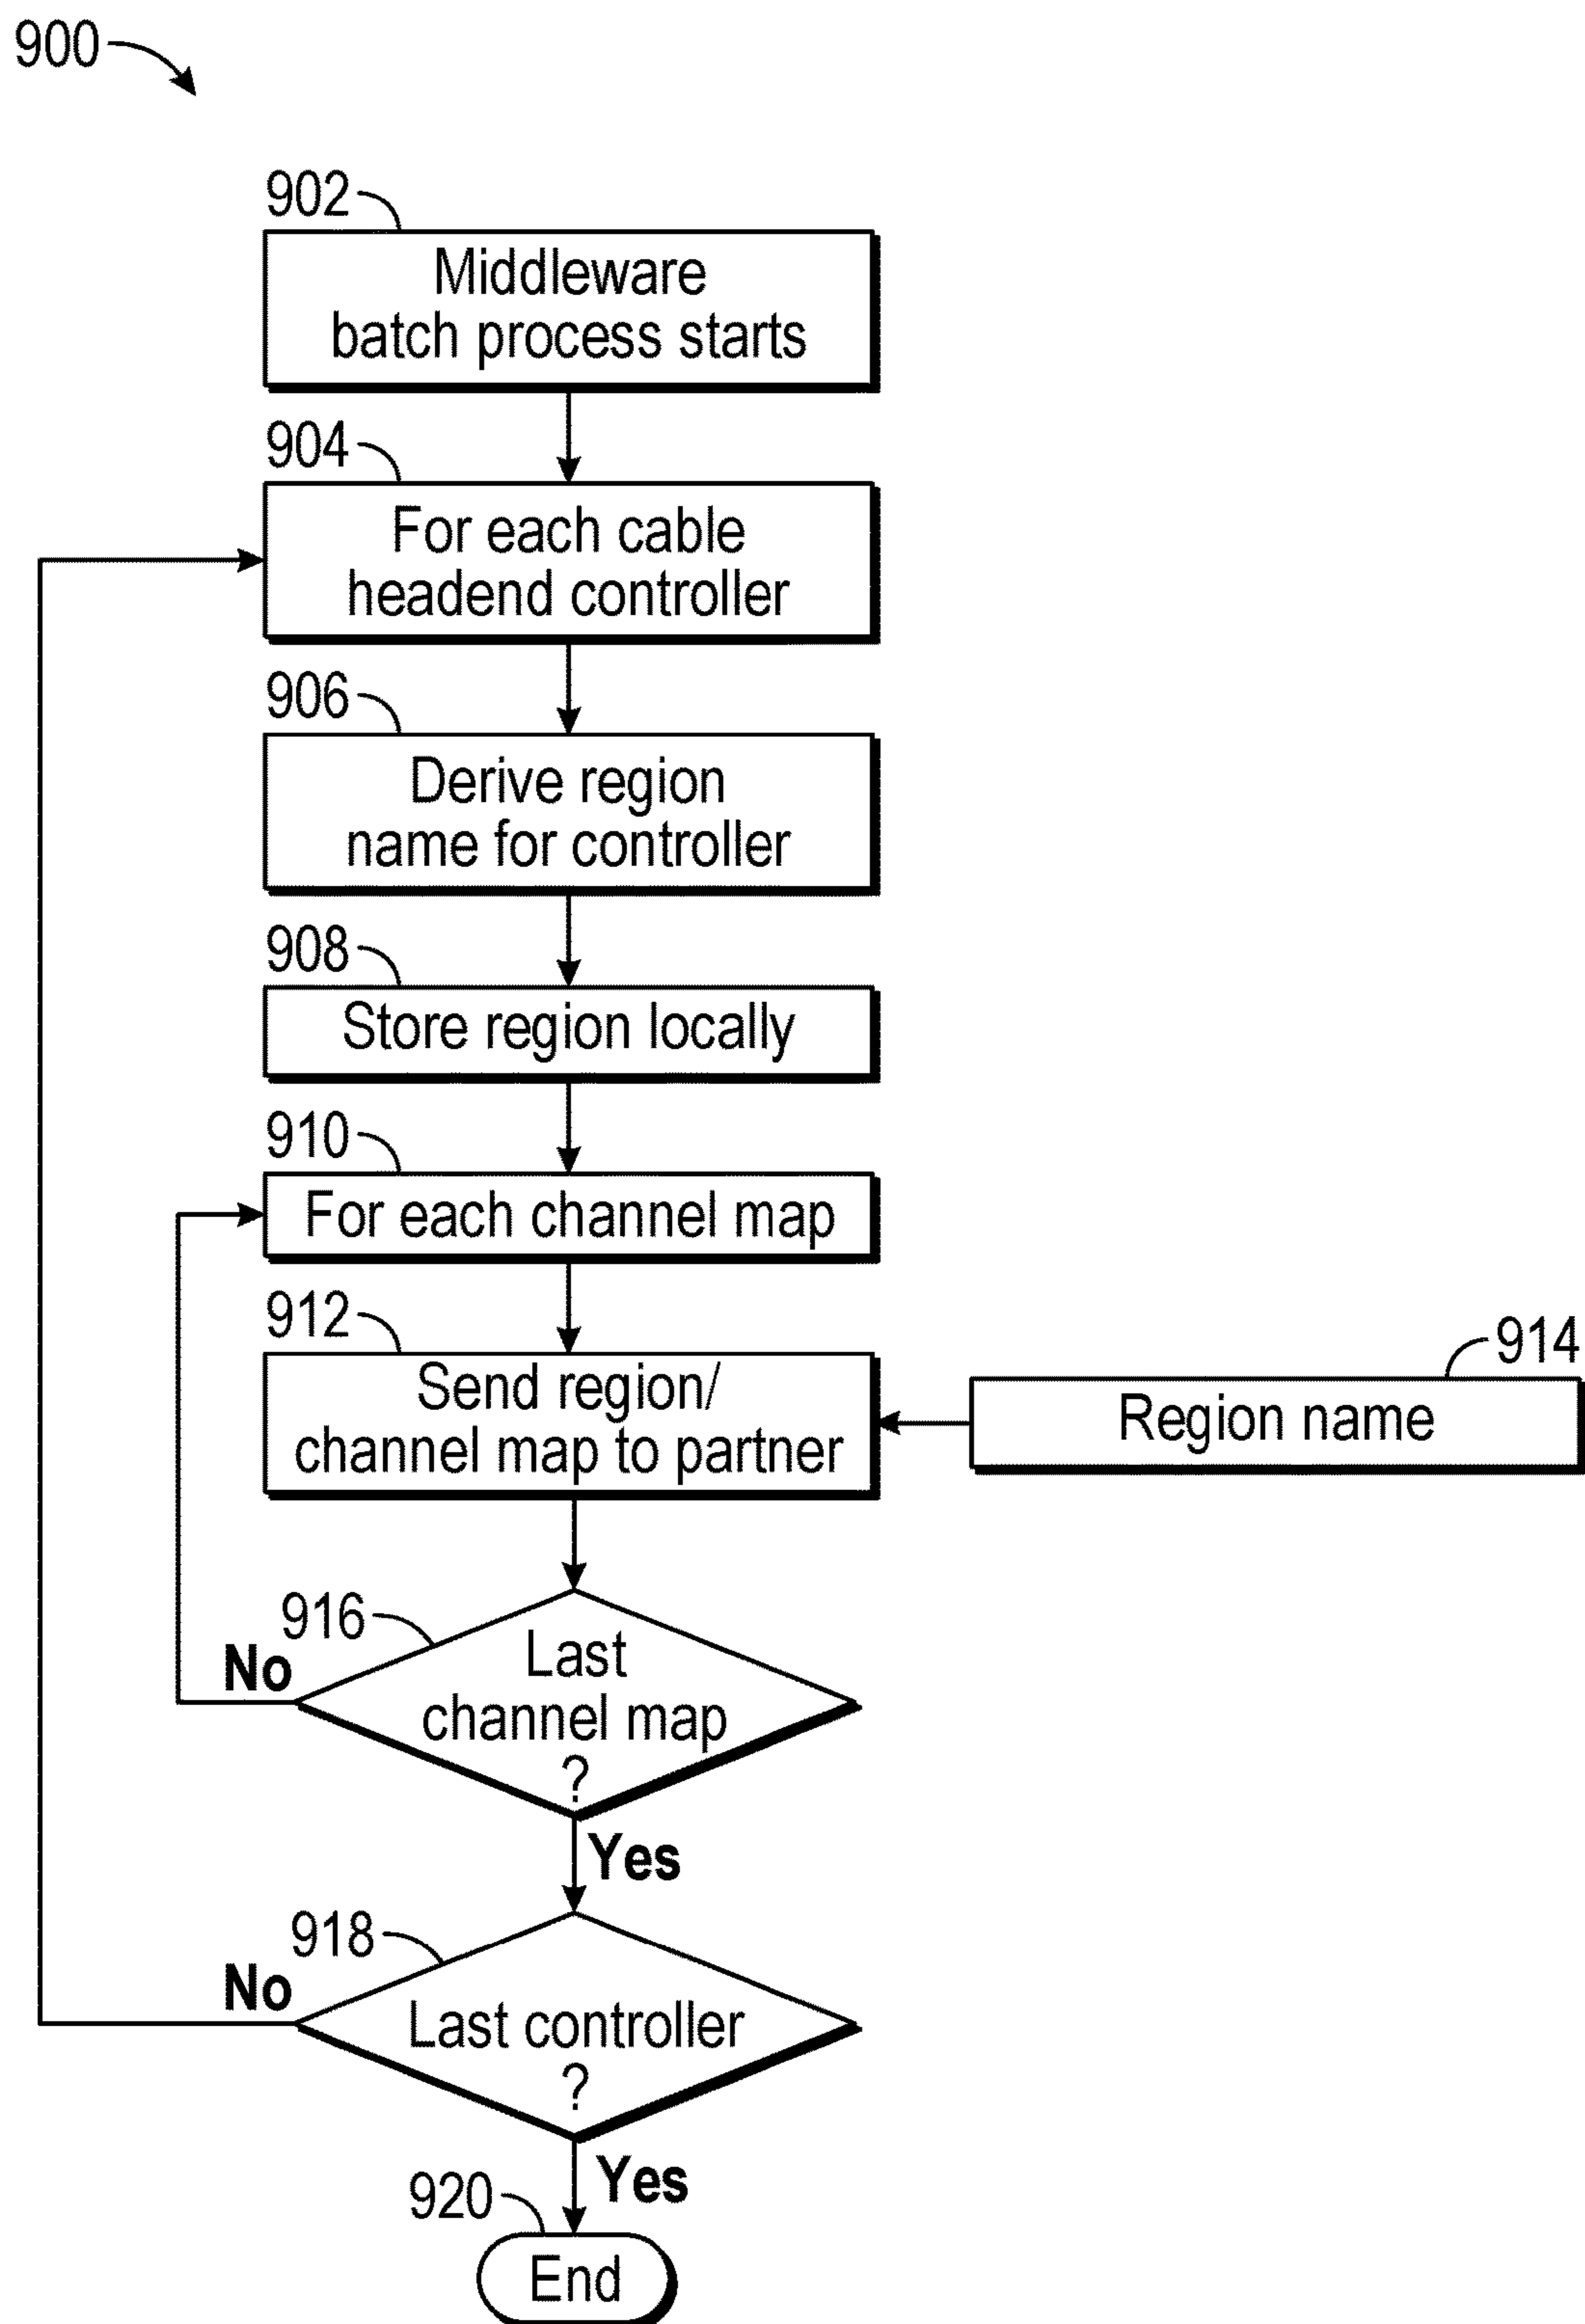 900
902
Middleware
batch process starts
904
For each cable
headend controller
906
Derive region
name for controller
908
Store region locally
910
For each channel map
912
Send region/
channel map to partner
914
Region name
916
Last
channel map
?
No
Yes
918
Last controller
?
No
Yes
920
End